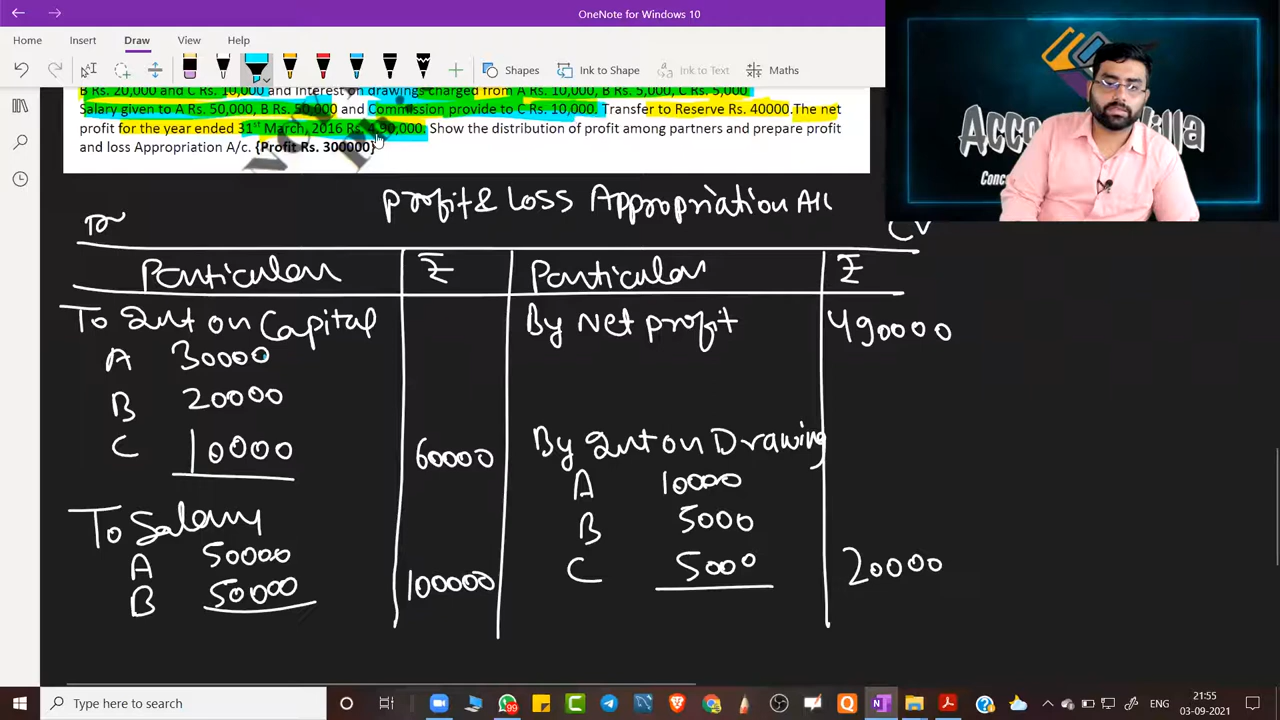 OneNote for Windows 10
Home Insert Draw View Help
Shapes Ink to Shape Ink to Text Maths
B Rs. 20,000 and C Rs. 10,000 and interest on drawings charged from A Rs. 10,000, B Rs. 5,000, C Rs. 5,000
Salary given to A Rs. 50,000, B Rs. 50,000 and Commission provide to C Rs. 10,000. Transfer to Reserve Rs. 40000.The net
profit for the year ended 31st March, 2016 Rs. 4,90,000. Show the distribution of profit among partners and prepare profit
and loss Appropriation A/c. {Profit Rs. 300000}
Profit & Loss Appropriation A/c
Dr Cr
Particulars ₹ Particulars ₹
To Int on Capital By Net profit 490000
A 30000
B 20000
C 10000 60000
By Int on Drawing
A 10000
B 5000
C 5000 20000
To Salary
A 50000
B 50000 100000
Type here to search
99
ENG
21:55
03-09-2021